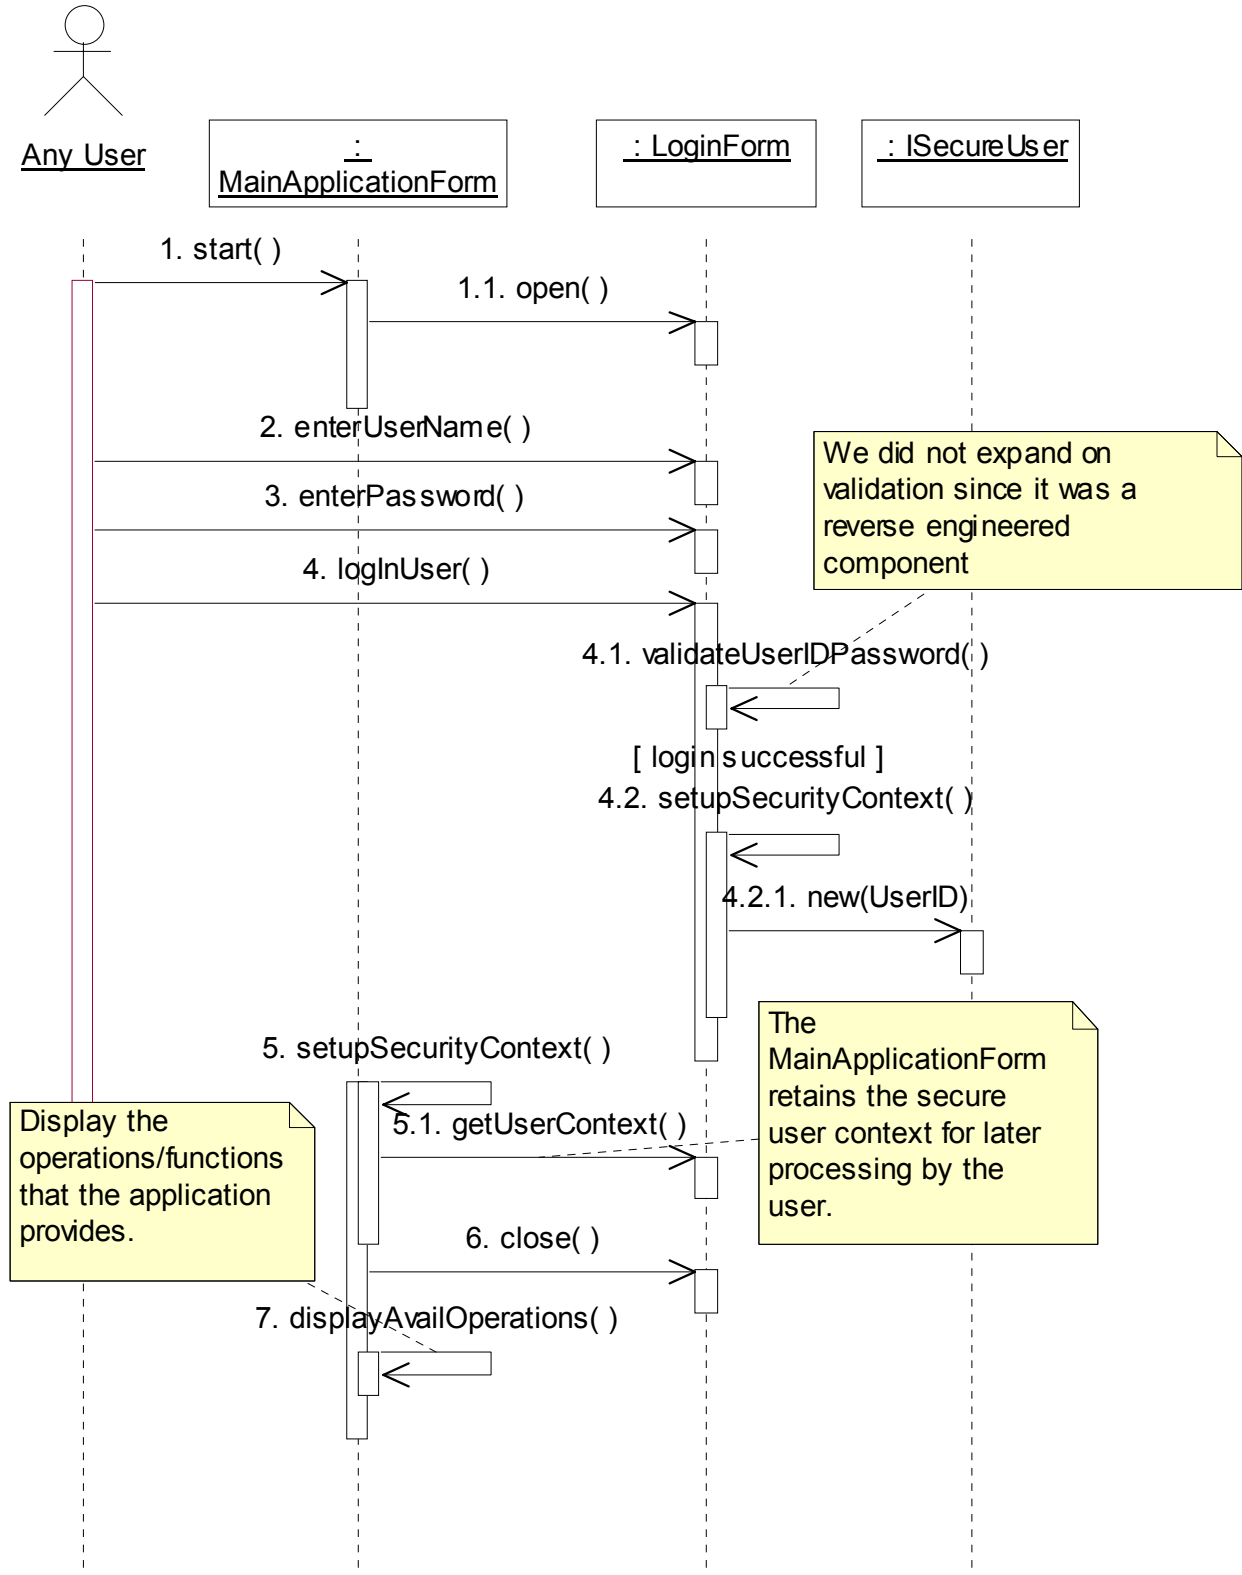 Any User
:
MainApplicationForm
: LoginForm
: ISecureUser
1. start( )
1.1. open( )
2. enterUserName( )
3. enterPassword( )
4. logInUser( )
We did not expand on
validation since it was a
reverse engineered
component
4.1. validateUserIDPassword( )
[ login successful ]
4.2. setupSecurityContext( )
4.2.1. new(UserID)
5. setupSecurityContext( )
The
MainApplicationForm
retains the secure
user context for later
processing by the
user.
Display the
operations/functions
that the application
provides.
5.1. getUserContext( )
6. close( )
7. displayAvailOperations( )